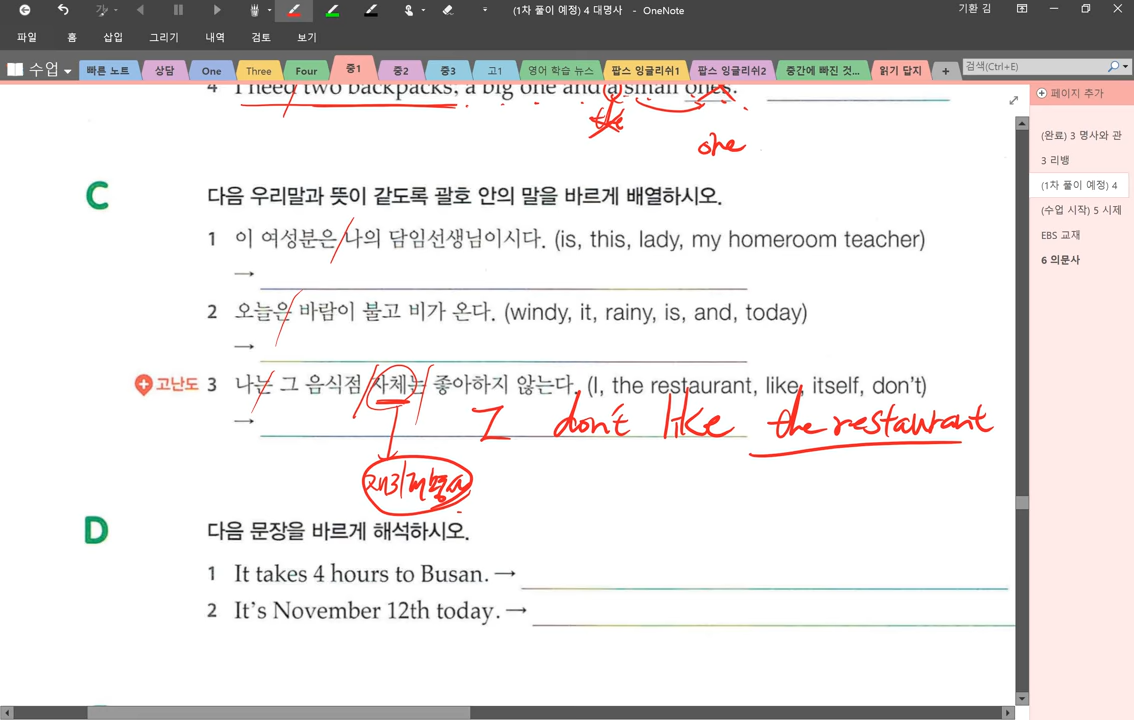 (1차 풀이 예정) 4 대명사 - OneNote
기환 김
파일 홈 삽입 그리기 내역 검토 보기
수업 빠른 노트 상담 One Three Four 중1 중2 중3 고1 영어 학습 뉴스 팝스 잉글리쉬1 팝스 잉글리쉬2 중간에 빠진 것... 읽기 답지 +
검색(Ctrl+E)
페이지 추가
(완료) 3 명사와 관
3 리뱅
(1차 풀이 예정) 4
(수업 시작) 5 시제
EBS 교재
6 의문사
4 I need two backpacks, a big one and a small ones.
the
one
C 다음 우리말과 뜻이 같도록 괄호 안의 말을 바르게 배열하시오.
1 이 여성분은 나의 담임선생님이시다. (is, this, lady, my homeroom teacher)
→
2 오늘은 바람이 불고 비가 온다. (windy, it, rainy, is, and, today)
→
고난도 3 나는 그 음식점 자체는 좋아하지 않는다. (I, the restaurant, like, itself, don't)
→ I don't like the restaurant
D 다음 문장을 바르게 해석하시오.
1 It takes 4 hours to Busan. →
2 It's November 12th today. →